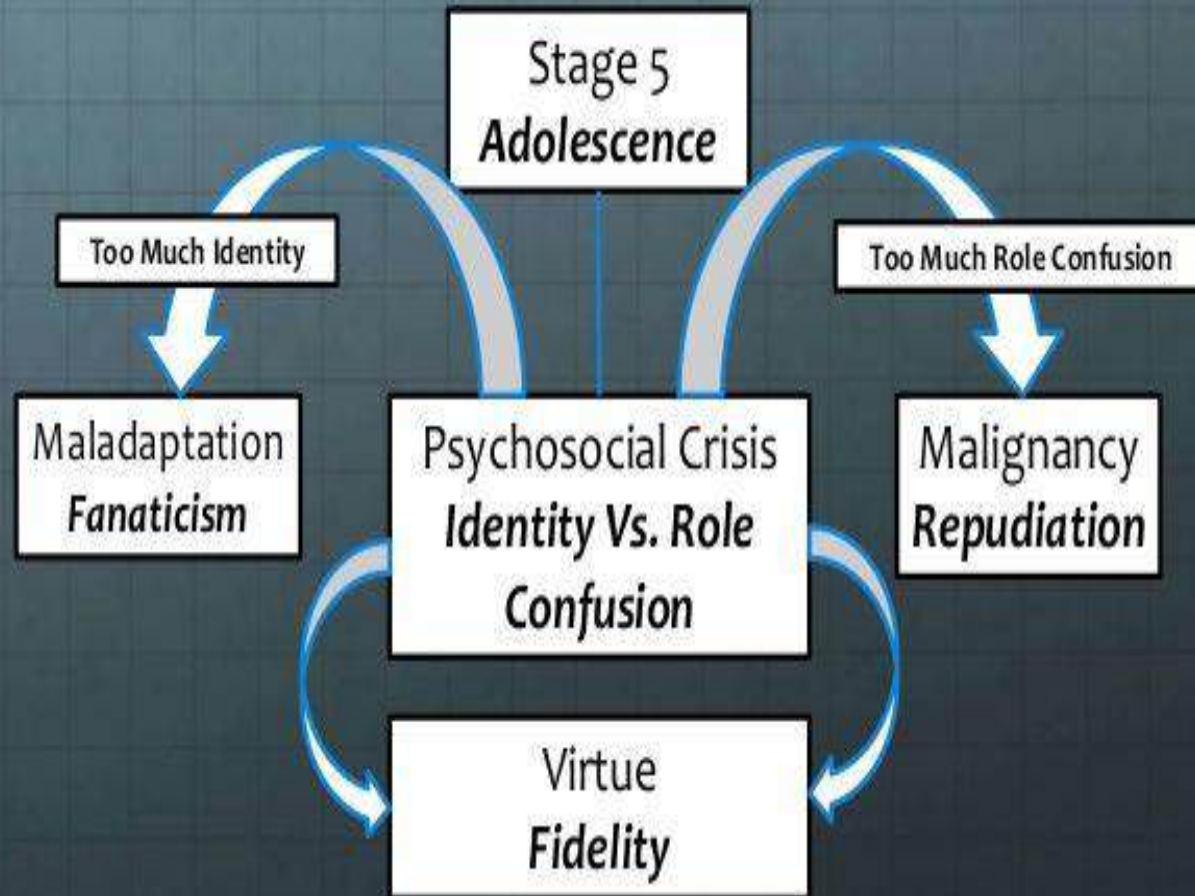 Stage 5
Adolescence
Too Much Identity
Too Much Role Confusion
Maladaptation
Fanaticism
Psychosocial Crisis
Identity Vs. Role
Confusion
Malignancy
Repudiation
Virtue
Fidelity